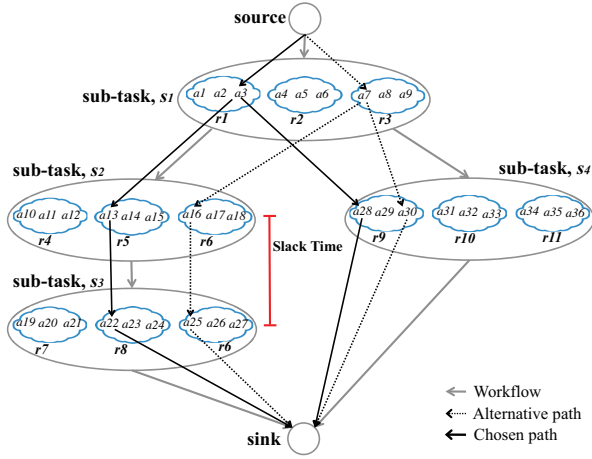 source
sub-task, s1
a1 a2 a3 a4 a5 a6 a7 a8 a9
r1 r2 r3
s2
sub-task,
sub-task, s4
a10 a11 a12 a13 a14 a15 a16 a17 a18
a28 a29 a30 a31 a32 a33 a34 a35 a36
r4 r5 r6
r9 r10 r11
Slack Time
sub-task, s3
a19 a20 a21 a22 a23 a24 a25 a26 a27
r7 r8 r6
sink
Workflow
Alternative path
Chosen path